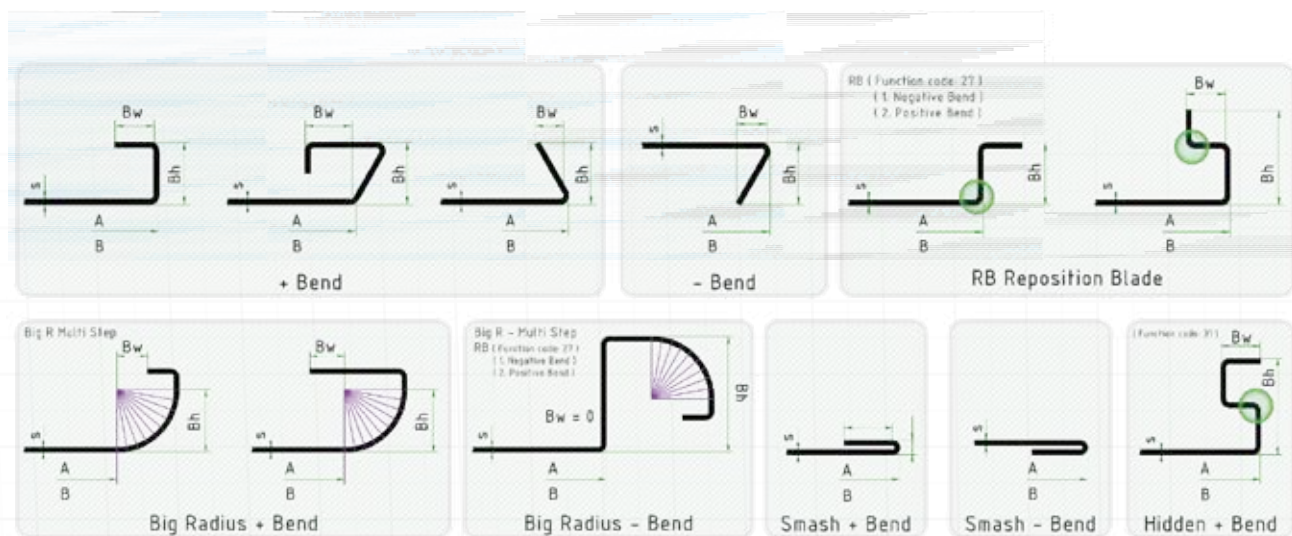 Bw
s
Bh
A
B
Bw
s
Bh
A
B
Bw
s
Bh
A
B
+ Bend
Bw
s
Bh
A
B
- Bend
RB ( Function code: 27 )
( 1. Negative Bend )
( 2. Positive Bend )
s
Bh
A
B
Bw
s
Bh
A
B
RB Reposition Blade
Big R Multi Step
Bw
s
Bh
A
B
Bw
s
Bh
A
B
Big Radius + Bend
Big R - Multi Step
RB ( Function code: 27 )
( 1. Negative Bend )
( 2. Positive Bend )
Bw = 0
s
Bh
A
B
Big Radius - Bend
s
A
B
Smash + Bend
s
A
B
Smash - Bend
Bw
s
Bh
A
B
Hidden + Bend